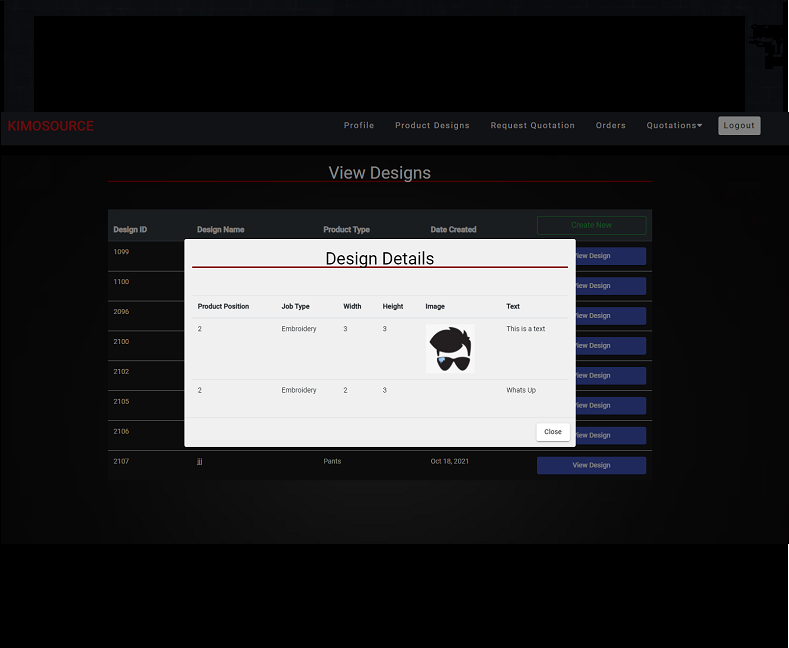 KIMOSOURCE Profile Product Designs Request Quotation Orders Quotations Logout
View Designs
Design ID Design Name Product Type Date Created Create New
1099 View Design
1100 View Design
2096 View Design
2100 View Design
2102 View Design
2105 View Design
2106 View Design
2107 jjj Pants Oct 18, 2021 View Design
Design Details
Product Position Job Type Width Height Image Text
2 Embroidery 3 3 This is a text
2 Embroidery 2 3 Whats Up
Close